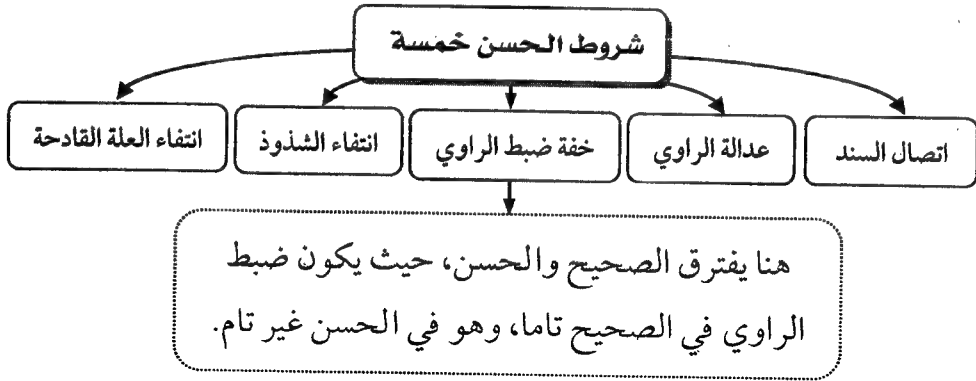 شروط الحسن خمسة
اتصال السند
عدالة الراوي
خفة ضبط الراوي
انتفاء الشذوذ
انتفاء العلة القادحة
هنا يفترق الصحيح والحسن، حيث يكون ضبط
الراوي في الصحيح تاما، وهو في الحسن غير تام.